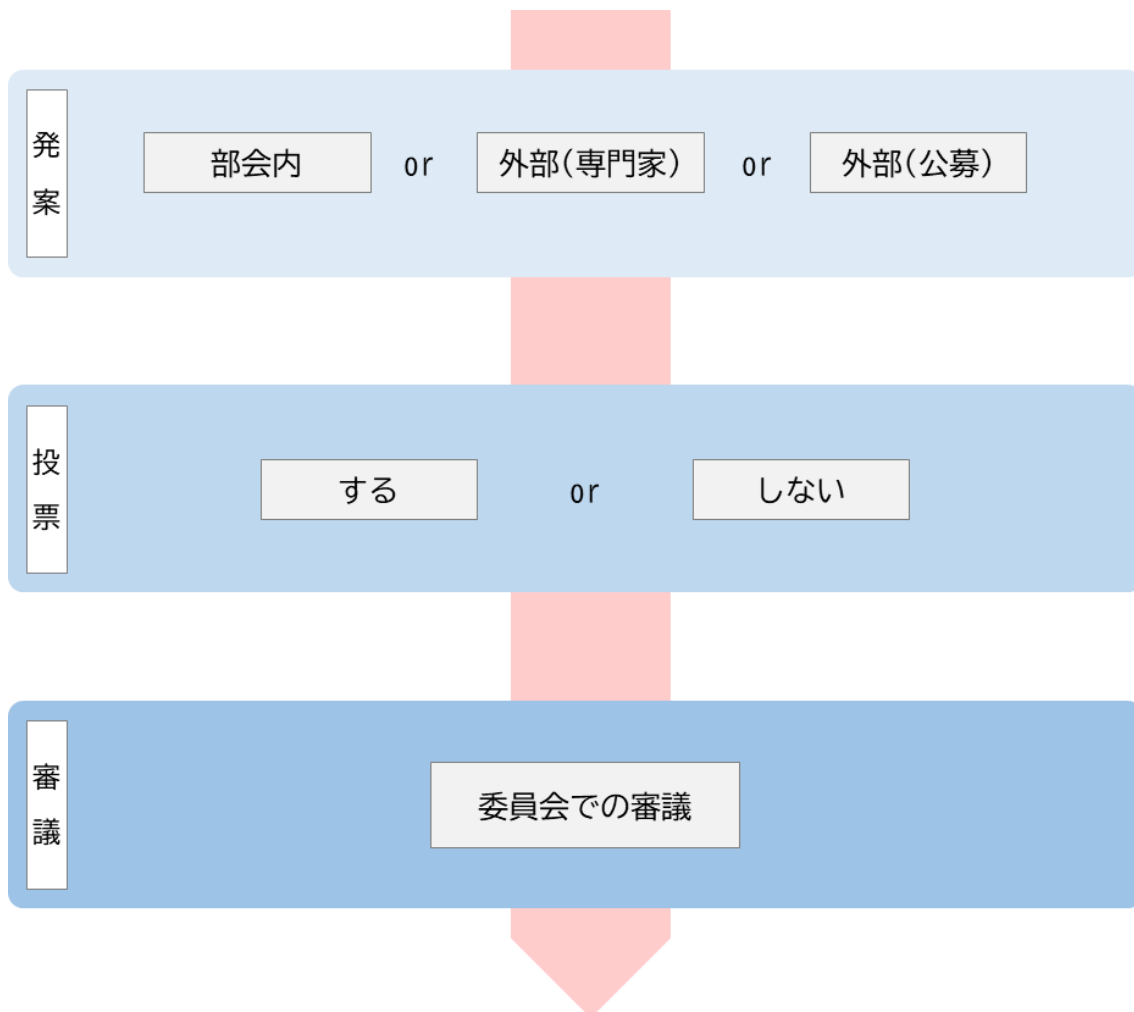 発案
部会内 or 外部(専門家) or 外部(公募)
投票
する or しない
審議
委員会での審議